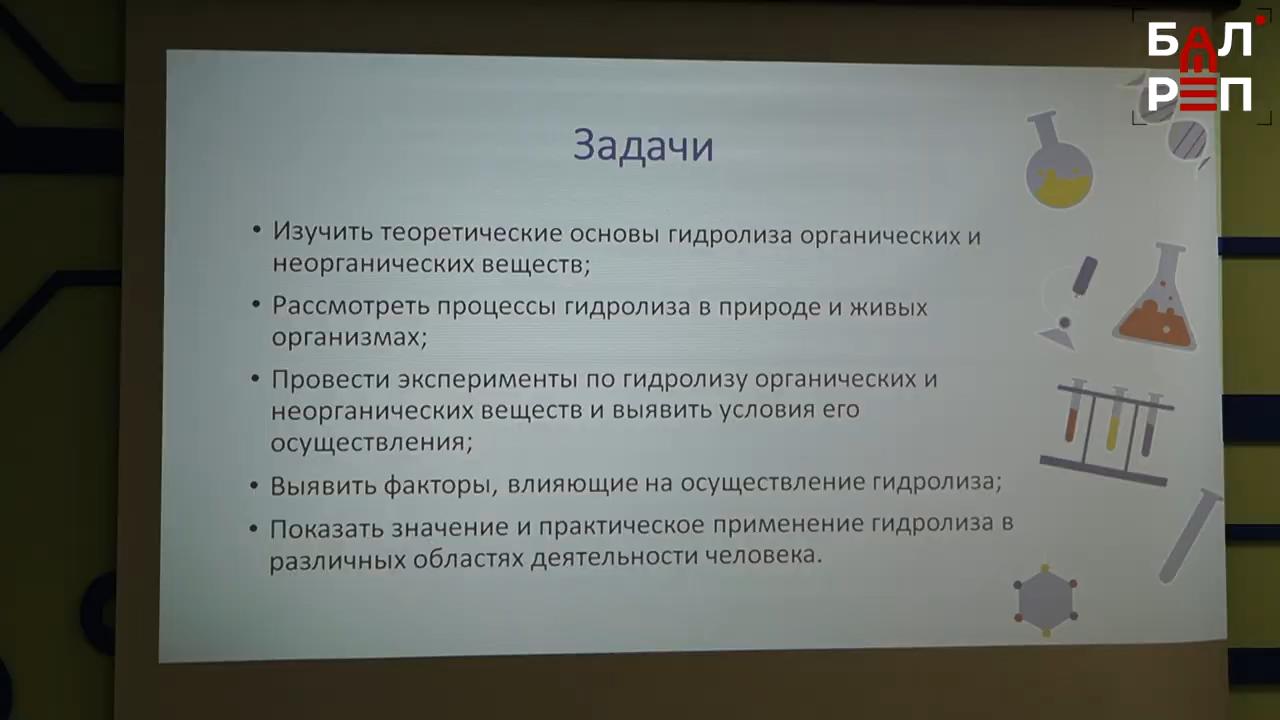 БАЛ
РЕП
Задачи
• Изучить теоретические основы гидролиза органических и
неорганических веществ;
• Рассмотреть процессы гидролиза в природе и живых
организмах;
• Провести эксперименты по гидролизу органических и
неорганических веществ и выявить условия его
осуществления;
• Выявить факторы, влияющие на осуществление гидролиза;
• Показать значение и практическое применение гидролиза в
различных областях деятельности человека.